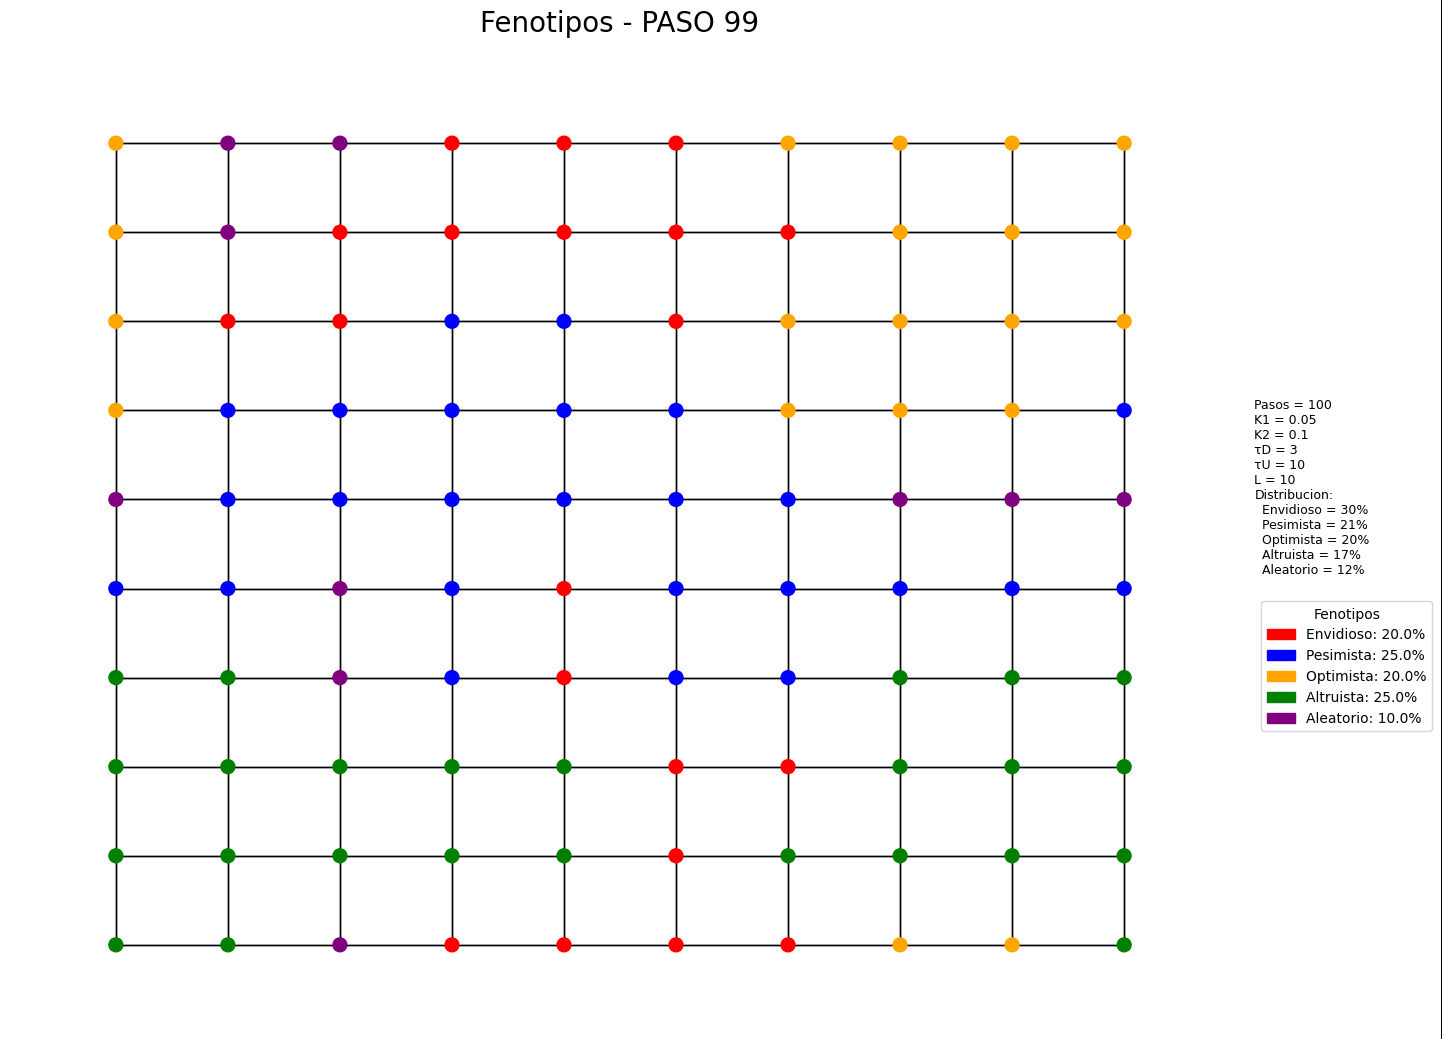 Fenotipos - PASO 99
Pasos = 100
K1 = 0.05
K2 = 0.1
τD = 3
τU = 10
L = 10
Distribucion:
Envidioso = 30%
Pesimista = 21%
Optimista = 20%
Altruista = 17%
Aleatorio = 12%
Fenotipos
Envidioso: 20.0%
Pesimista: 25.0%
Optimista: 20.0%
Altruista: 25.0%
Aleatorio: 10.0%